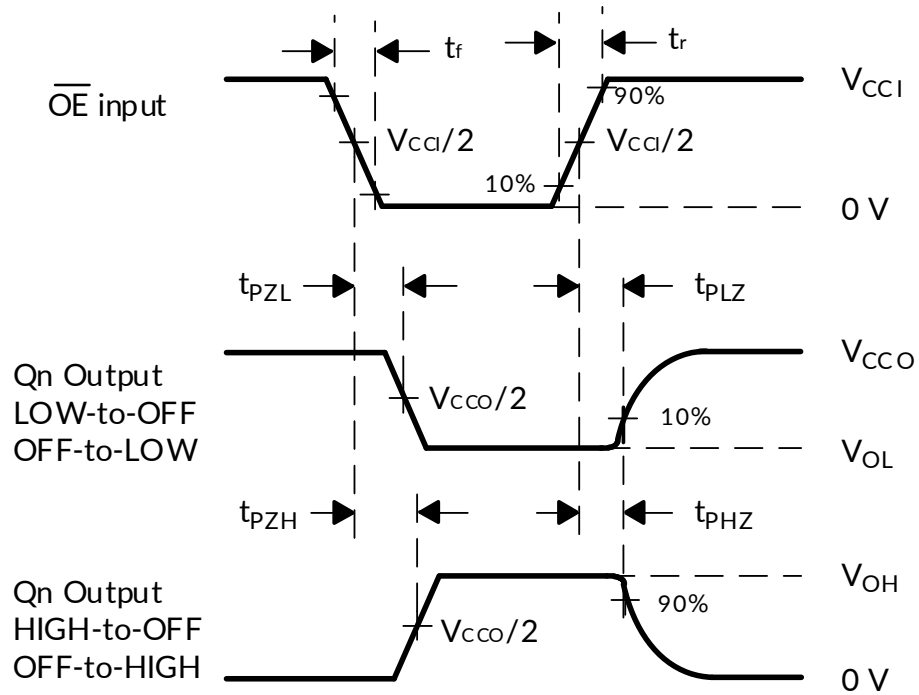 tf
tr
OE input
VCCI
90%
VCCI/2
VCCI/2
10%
0 V
tPZL
tPLZ
Qn Output
LOW-to-OFF
OFF-to-LOW
VCCO
VCCO/2
10%
VOL
tPZH
tPHZ
Qn Output
HIGH-to-OFF
OFF-to-HIGH
VOH
90%
VCCO/2
0 V